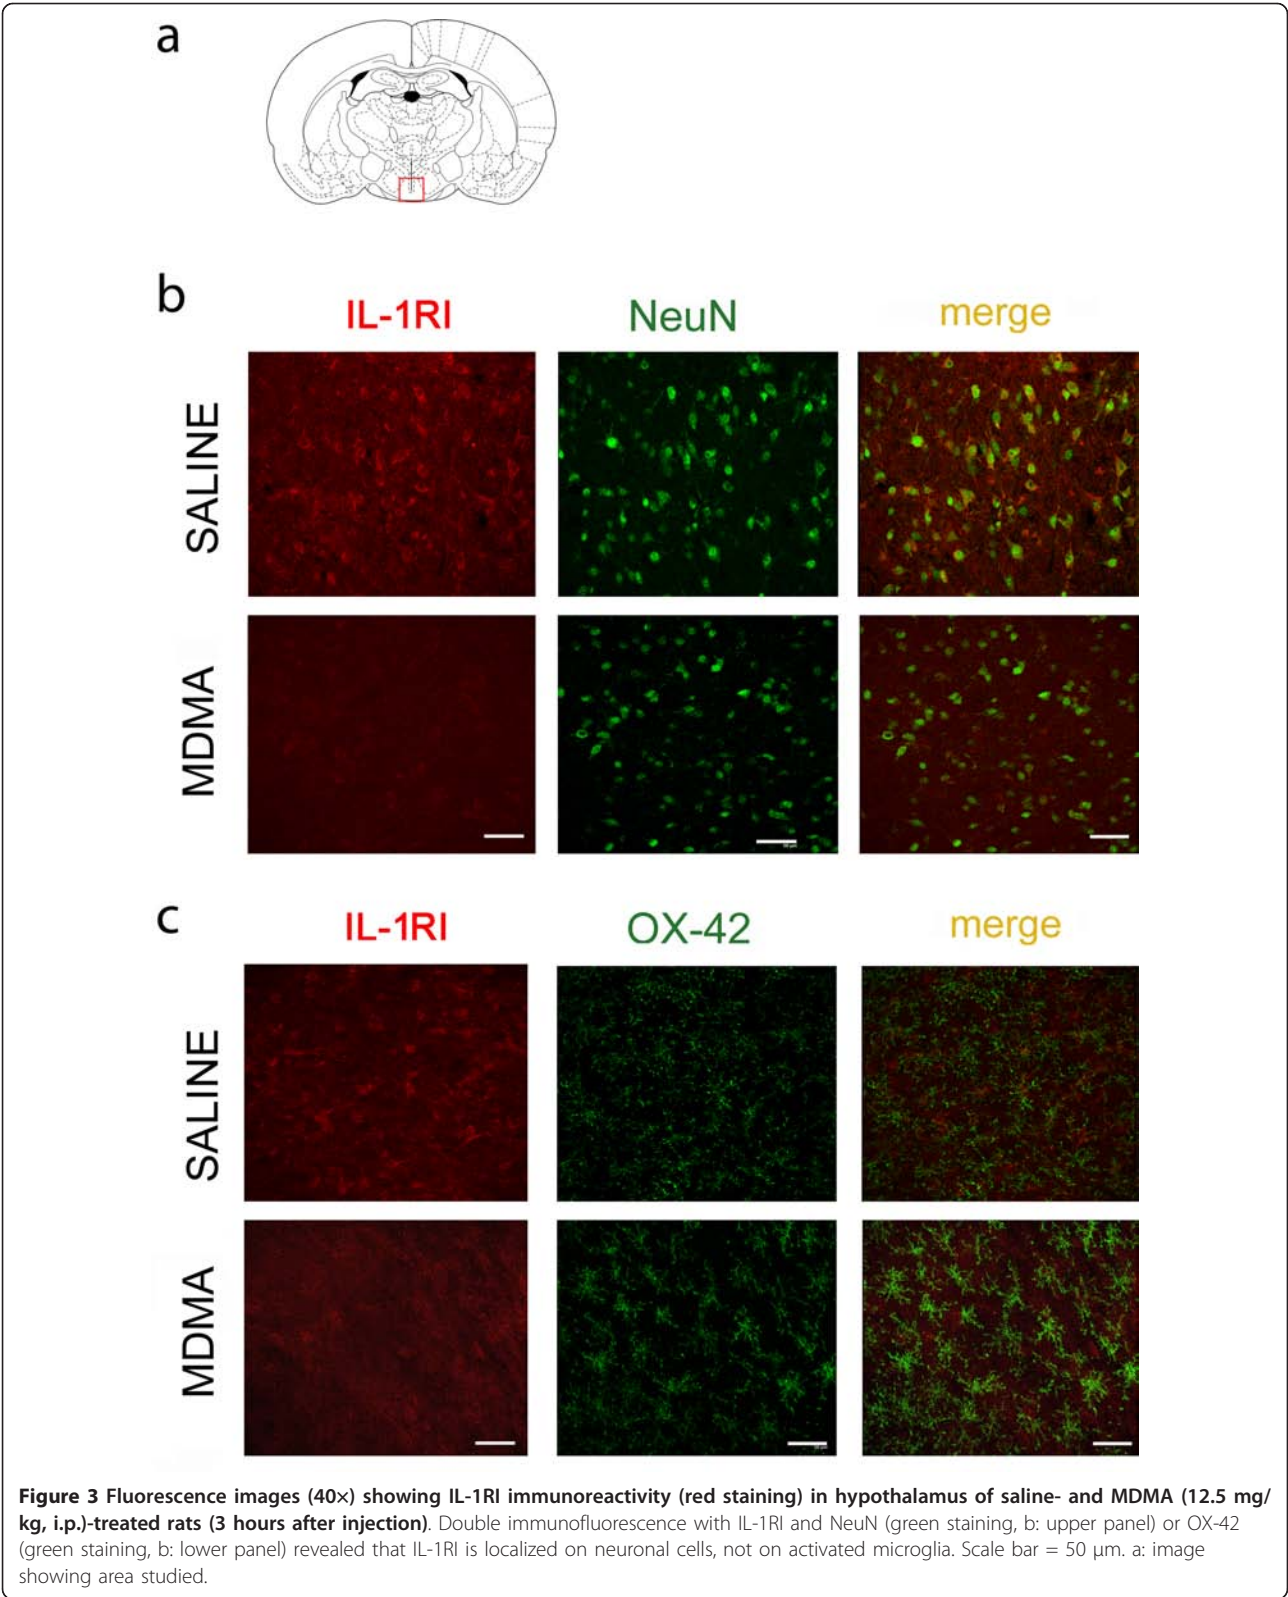 a
b
IL-1RI NeuN merge
SALINE
MDMA
c
IL-1RI OX-42 merge
SALINE
MDMA
Figure 3 Fluorescence images (40×) showing IL-1RI immunoreactivity (red staining) in hypothalamus of saline- and MDMA (12.5 mg/
kg, i.p.)-treated rats (3 hours after injection). Double immunofluorescence with IL-1RI and NeuN (green staining, b: upper panel) or OX-42
(green staining, b: lower panel) revealed that IL-1RI is localized on neuronal cells, not on activated microglia. Scale bar = 50 μm. a: image
showing area studied.